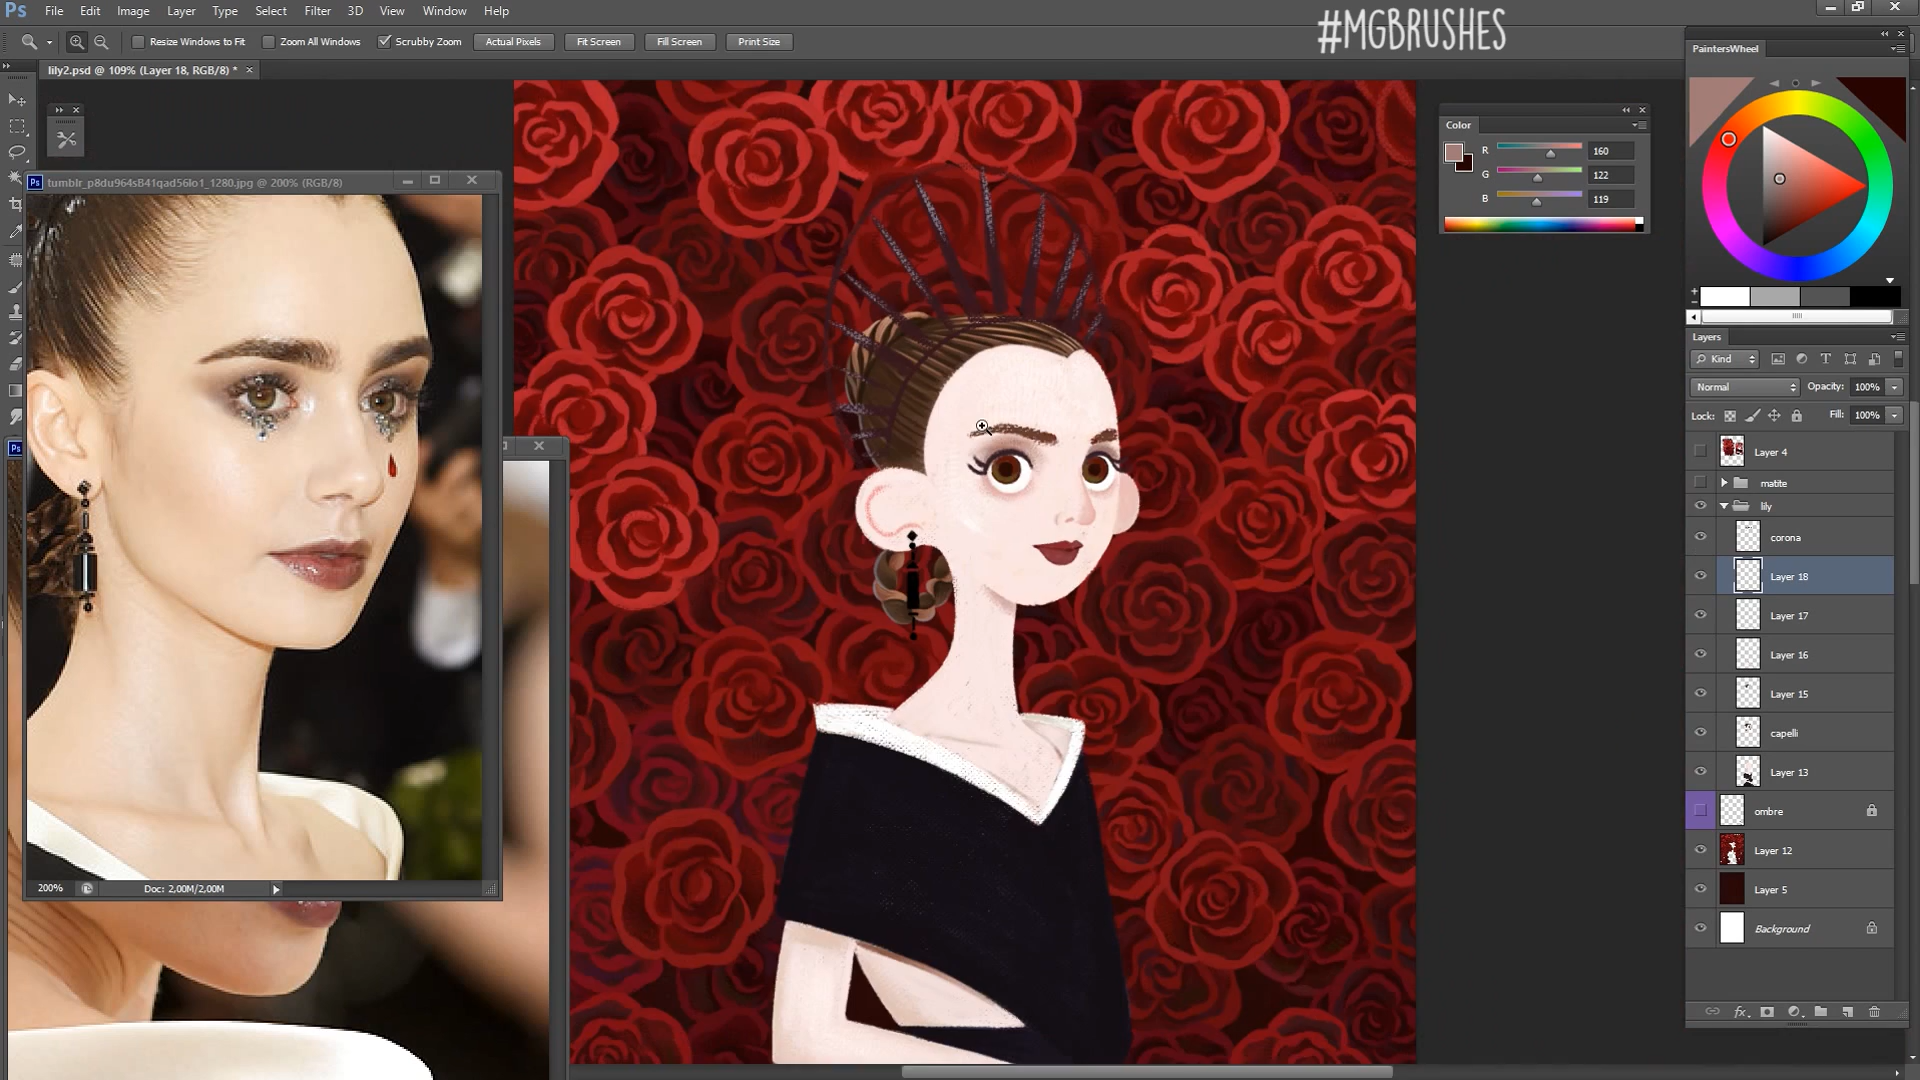 Ps File Edit Image Layer Type Select Filter 3D View Window Help
#MGBRUSHES
Resize Windows to Fit Zoom All Windows Scrubby Zoom Actual Pixels Fit Screen Fill Screen Print Size
PaintersWheel
lily2.psd @ 109% (Layer 18, RGB/8) *
Color
R 160
G 122
B 119
Ps tumblr_p8du964sB41qad56lo1_1280.jpg @ 200% (RGB/8)
Layers
Kind
Normal Opacity: 100%
Lock: Fill: 100%
Layer 4
matite
lily
corona
Layer 18
Layer 17
Layer 16
Layer 15
capelli
Layer 13
ombre
Layer 12
Layer 5
Background
fx
200% Doc: 2,00M/2,00M
Ps